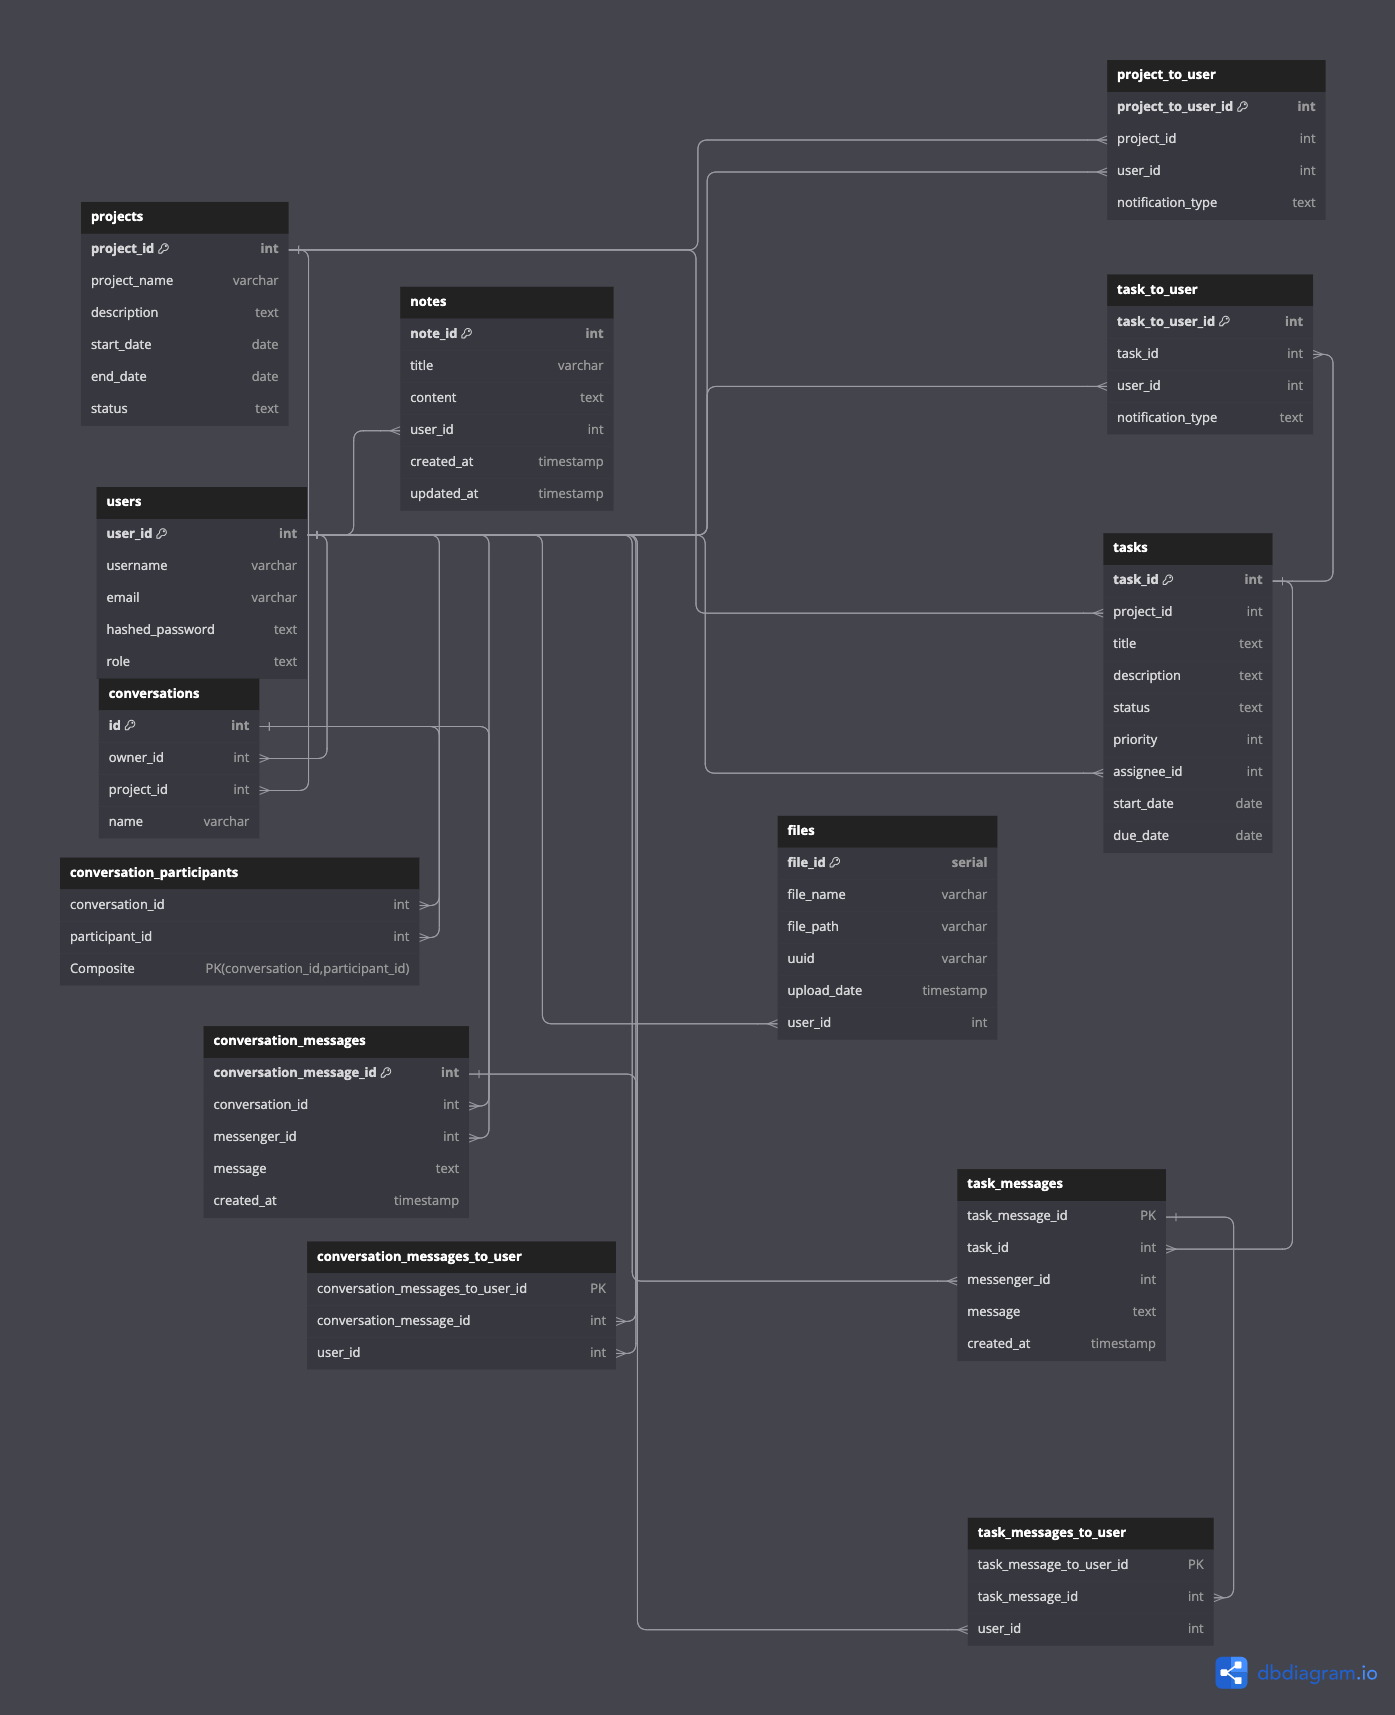 project_to_user
project_to_user_id int
project_id int
user_id int
notification_type text
projects
project_id int
project_name varchar
description text
start_date date
end_date date
status text
task_to_user
task_to_user_id int
task_id int
user_id int
notification_type text
notes
note_id int
title varchar
content text
user_id int
created_at timestamp
updated_at timestamp
users
user_id int
username varchar
email varchar
hashed_password text
role text
tasks
task_id int
project_id int
title text
description text
status text
priority int
assignee_id int
start_date date
due_date date
conversations
id int
owner_id int
project_id int
name varchar
files
file_id serial
file_name varchar
file_path varchar
uuid varchar
upload_date timestamp
user_id int
conversation_participants
conversation_id int
participant_id int
Composite PK(conversation_id,participant_id)
conversation_messages
conversation_message_id int
conversation_id int
messenger_id int
message text
created_at timestamp
task_messages
task_message_id PK
task_id int
messenger_id int
message text
created_at timestamp
conversation_messages_to_user
conversation_messages_to_user_id PK
conversation_message_id int
user_id int
task_messages_to_user
task_message_to_user_id PK
task_message_id int
user_id int
dbdiagram.io